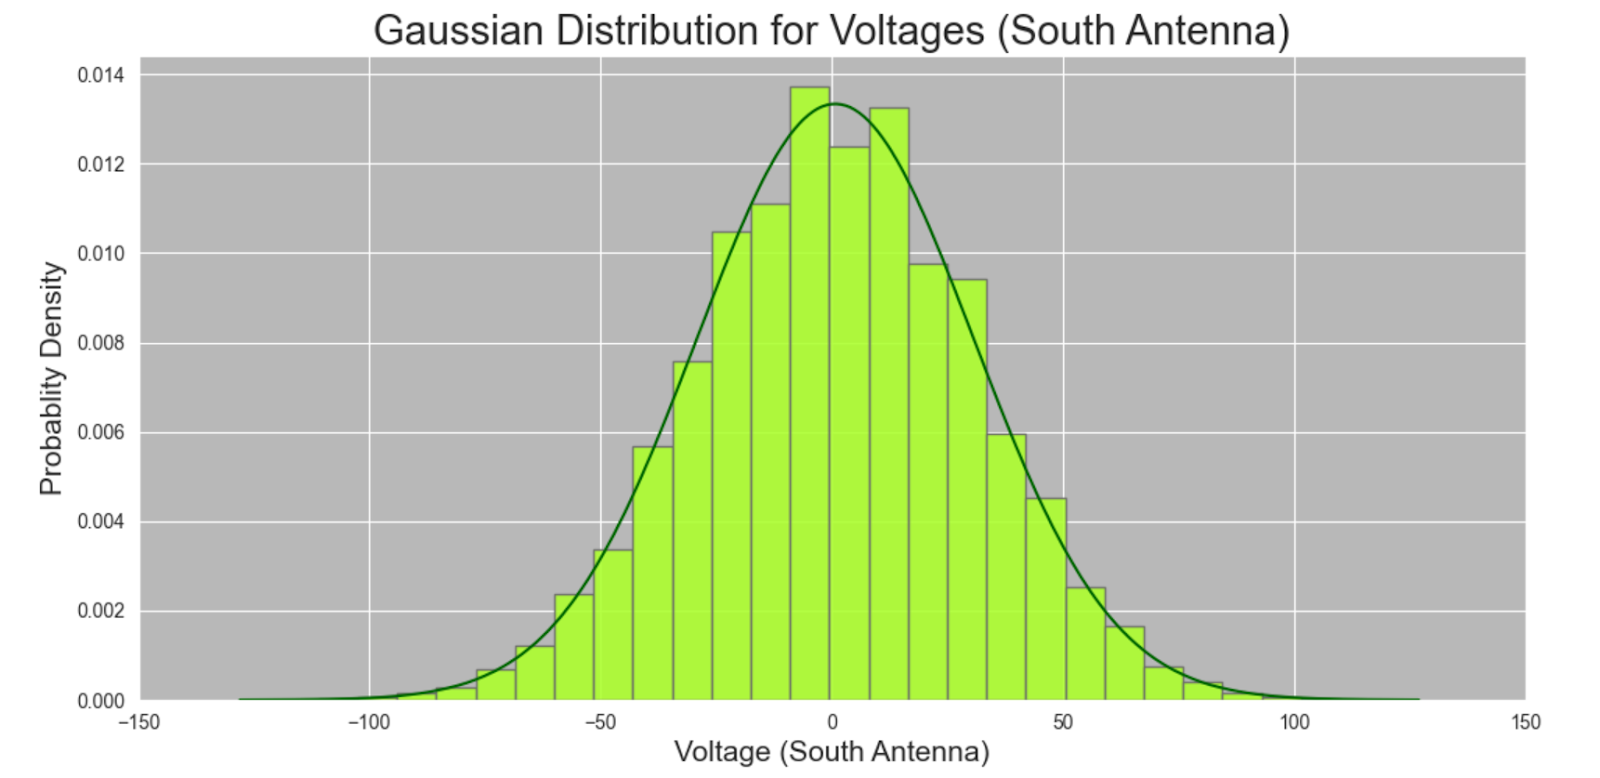 Gaussian Distribution for Voltages (South Antenna)
0.014
0.012
0.010
0.008
0.006
0.004
0.002
0.000
Probablity Density
−150 −100 −50 0 50 100 150
Voltage (South Antenna)